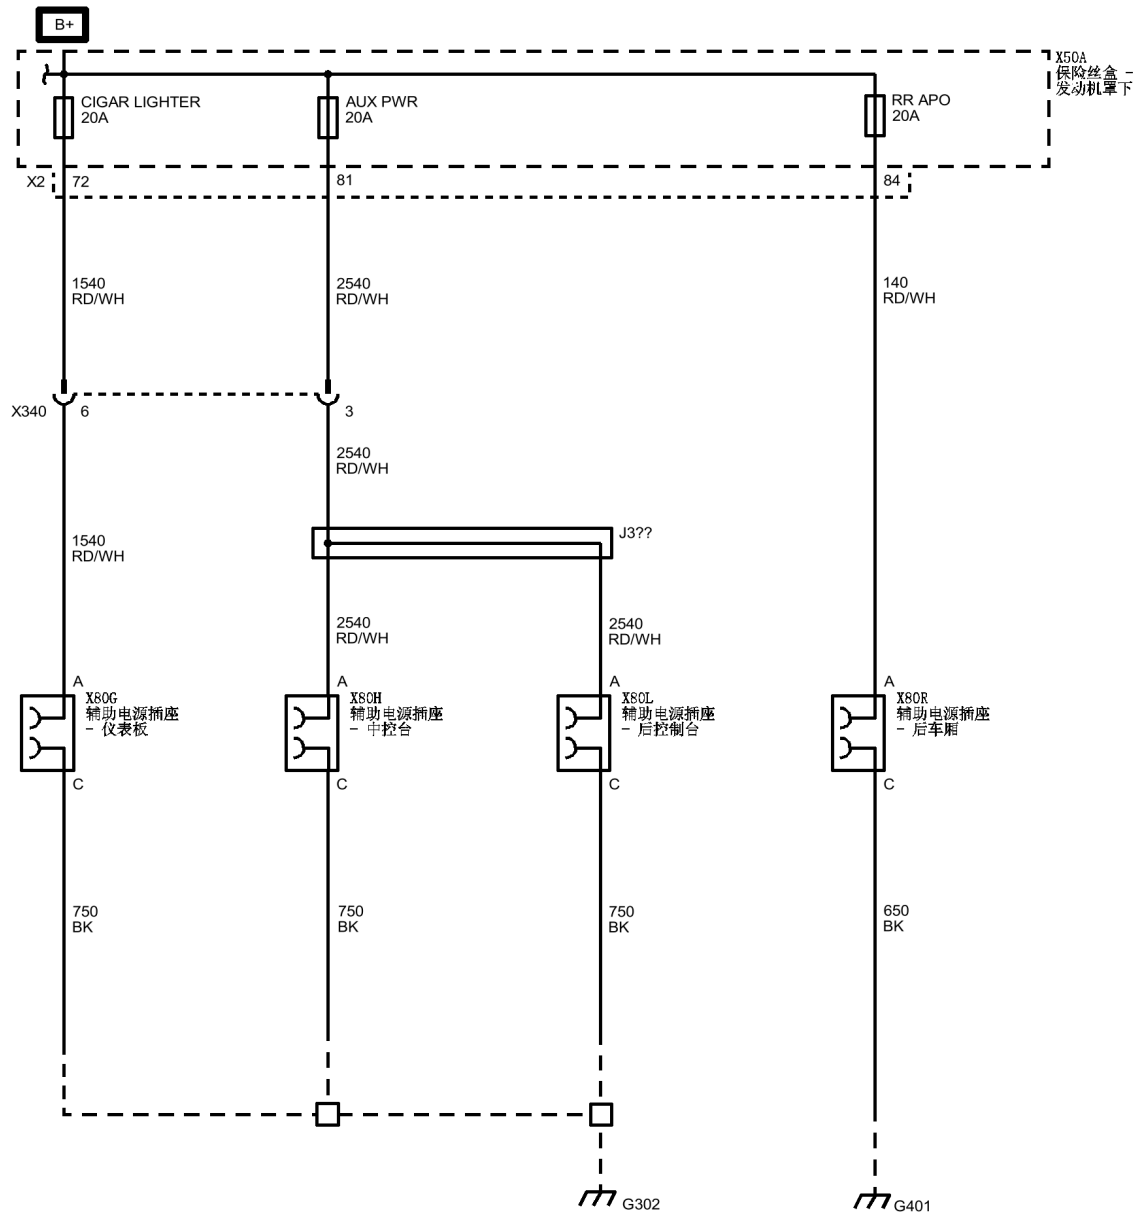 B+
X50A
保险丝盒 -
发动机罩下
CIGAR LIGHTER
20A
AUX PWR
20A
RR APO
20A
X2
72
81
84
1540
RD/WH
2540
RD/WH
140
RD/WH
X340
6
3
2540
RD/WH
1540
RD/WH
J3??
2540
RD/WH
2540
RD/WH
A
X80G
辅助电源插座
- 仪表板
C
A
X80H
辅助电源插座
- 中控台
C
A
X80L
辅助电源插座
- 后控制台
C
A
X80R
辅助电源插座
- 后车厢
C
750
BK
750
BK
750
BK
650
BK
G302
G401